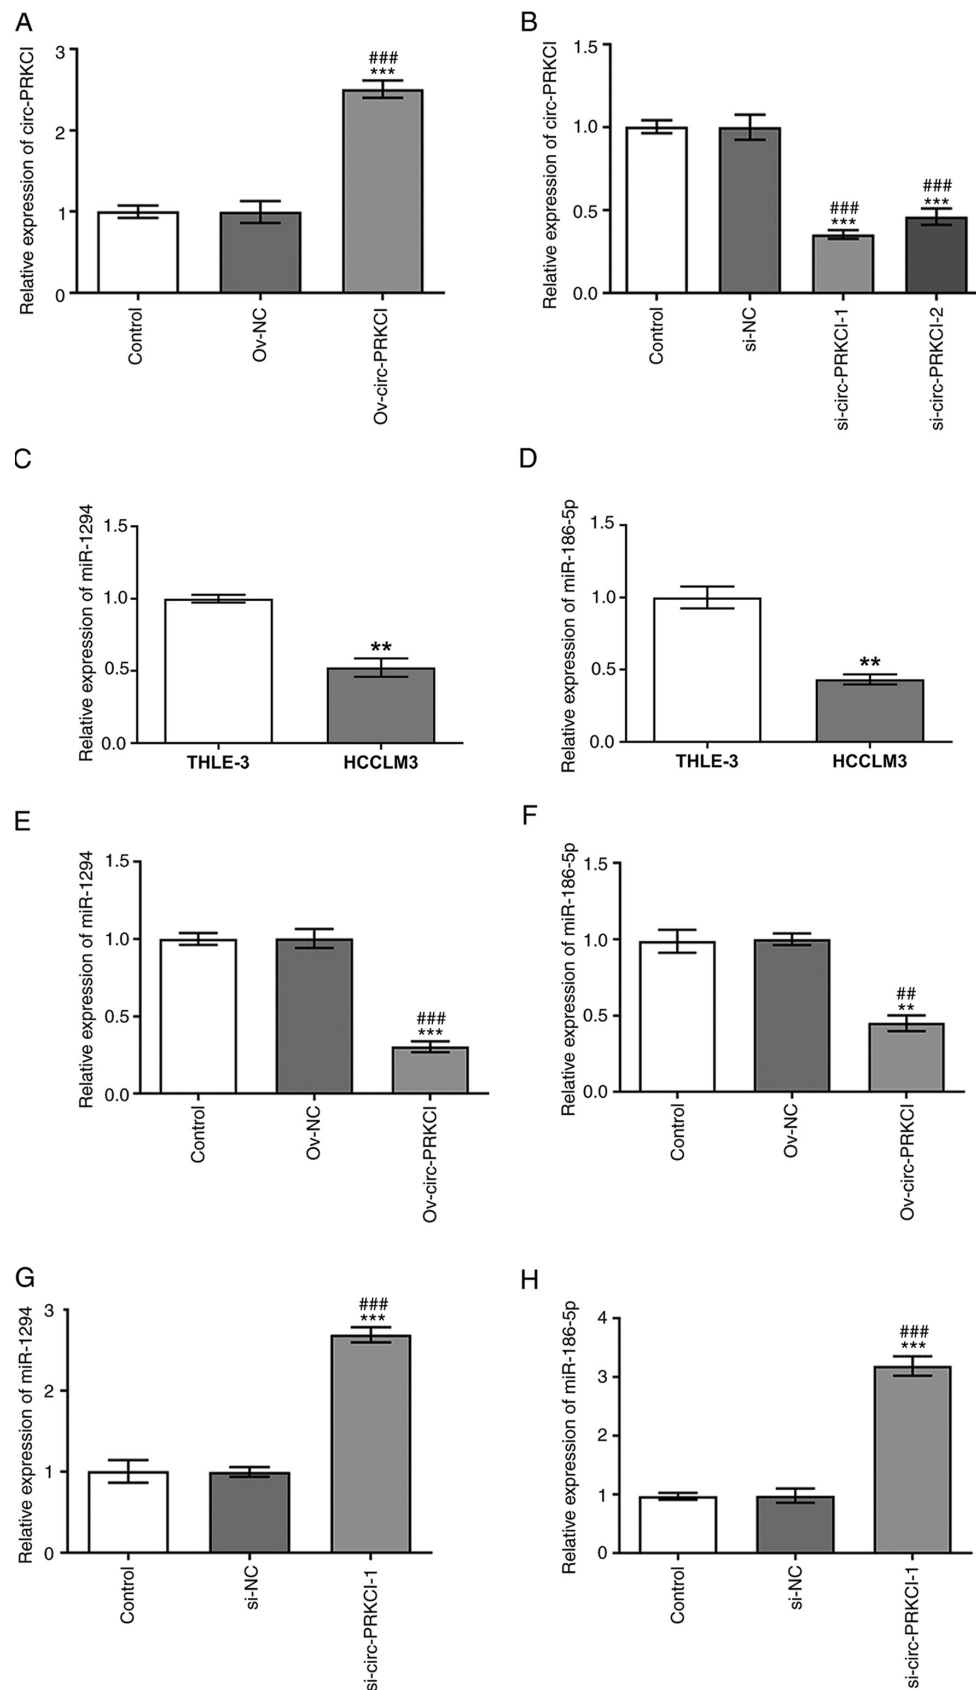 A
Relative expression of circ-PRKCI
3
2
1
0
###
***
Control
Ov-NC
Ov-circ-PRKCI
B
Relative expression of circ-PRKCI
1.5
1.0
0.5
0.0
###
***
###
***
Control
si-NC
si-circ-PRKCI-1
si-circ-PRKCI-2
C
Relative expression of miR-1294
1.5
1.0
0.5
0.0
**
THLE-3
HCCLM3
D
Relative expression of miR-186-5p
1.5
1.0
0.5
0.0
**
THLE-3
HCCLM3
E
Relative expression of miR-1294
1.5
1.0
0.5
0.0
###
***
Control
Ov-NC
Ov-circ-PRKCI
F
Relative expression of miR-186-5p
1.5
1.0
0.5
0.0
##
**
Control
Ov-NC
Ov-circ-PRKCI
G
Relative expression of miR-1294
3
2
1
0
###
***
Control
si-NC
si-circ-PRKCI-1
H
Relative expression of miR-186-5p
4
3
2
1
0
###
***
Control
si-NC
si-circ-PRKCI-1